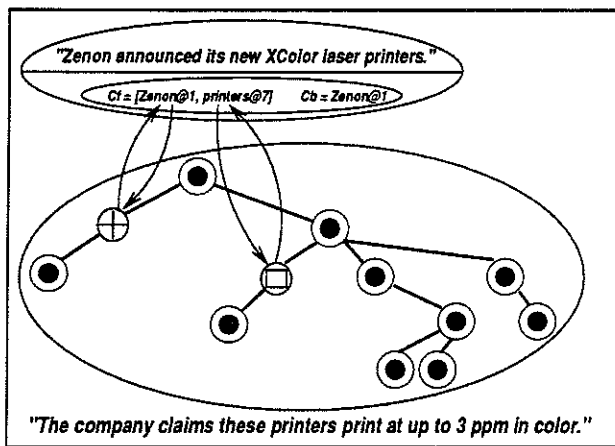 "Zenon announced its new XColor laser printers."
Cf = [Zenon@1, printers@7] Cb = Zenon@1
"The company claims these printers print at up to 3 ppm in color."